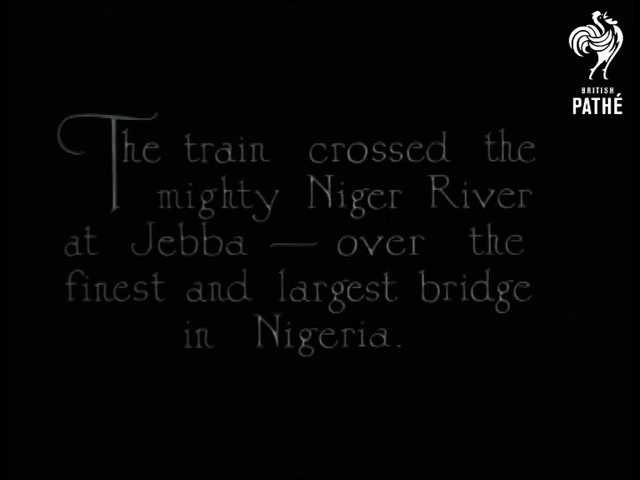 BRITISH
PATHÉ
The train crossed the
mighty Niger River
at Jebba — over the
finest and largest bridge
in Nigeria.